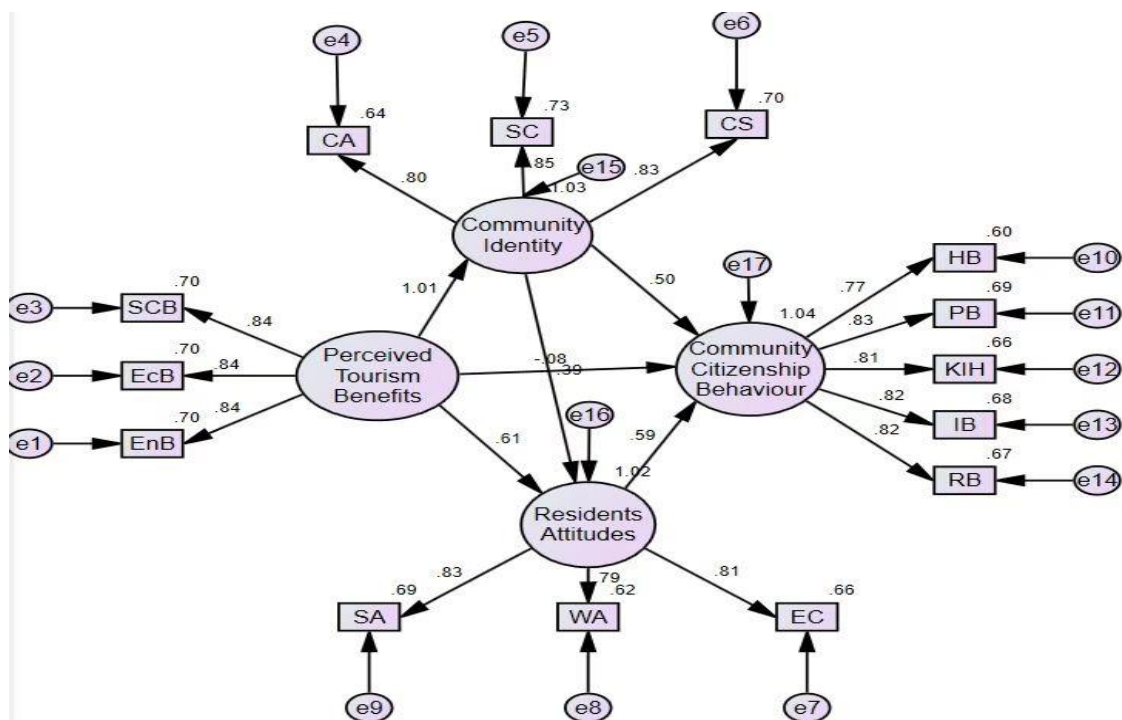 e4
e5
e6
.64
.73
.70
CA
SC
CS
.80
.85
e15
.83
1.03
Community
Identity
.50
e17
.60
HB
e10
.77
.69
PB
e11
1.04
.83
.66
KIH
e12
.81
.68
IB
e13
.82
.67
RB
e14
.82
Community
Citizenship
Behaviour
1.01
.70
e3
SCB
.84
.70
e2
EcB
.84
.70
e1
EnB
.84
Perceived
Tourism
Benefits
-.08
.39
e16
.61
.59
1.02
Residents
Attitudes
.83
.79
.81
.69
.62
.66
SA
WA
EC
e9
e8
e7